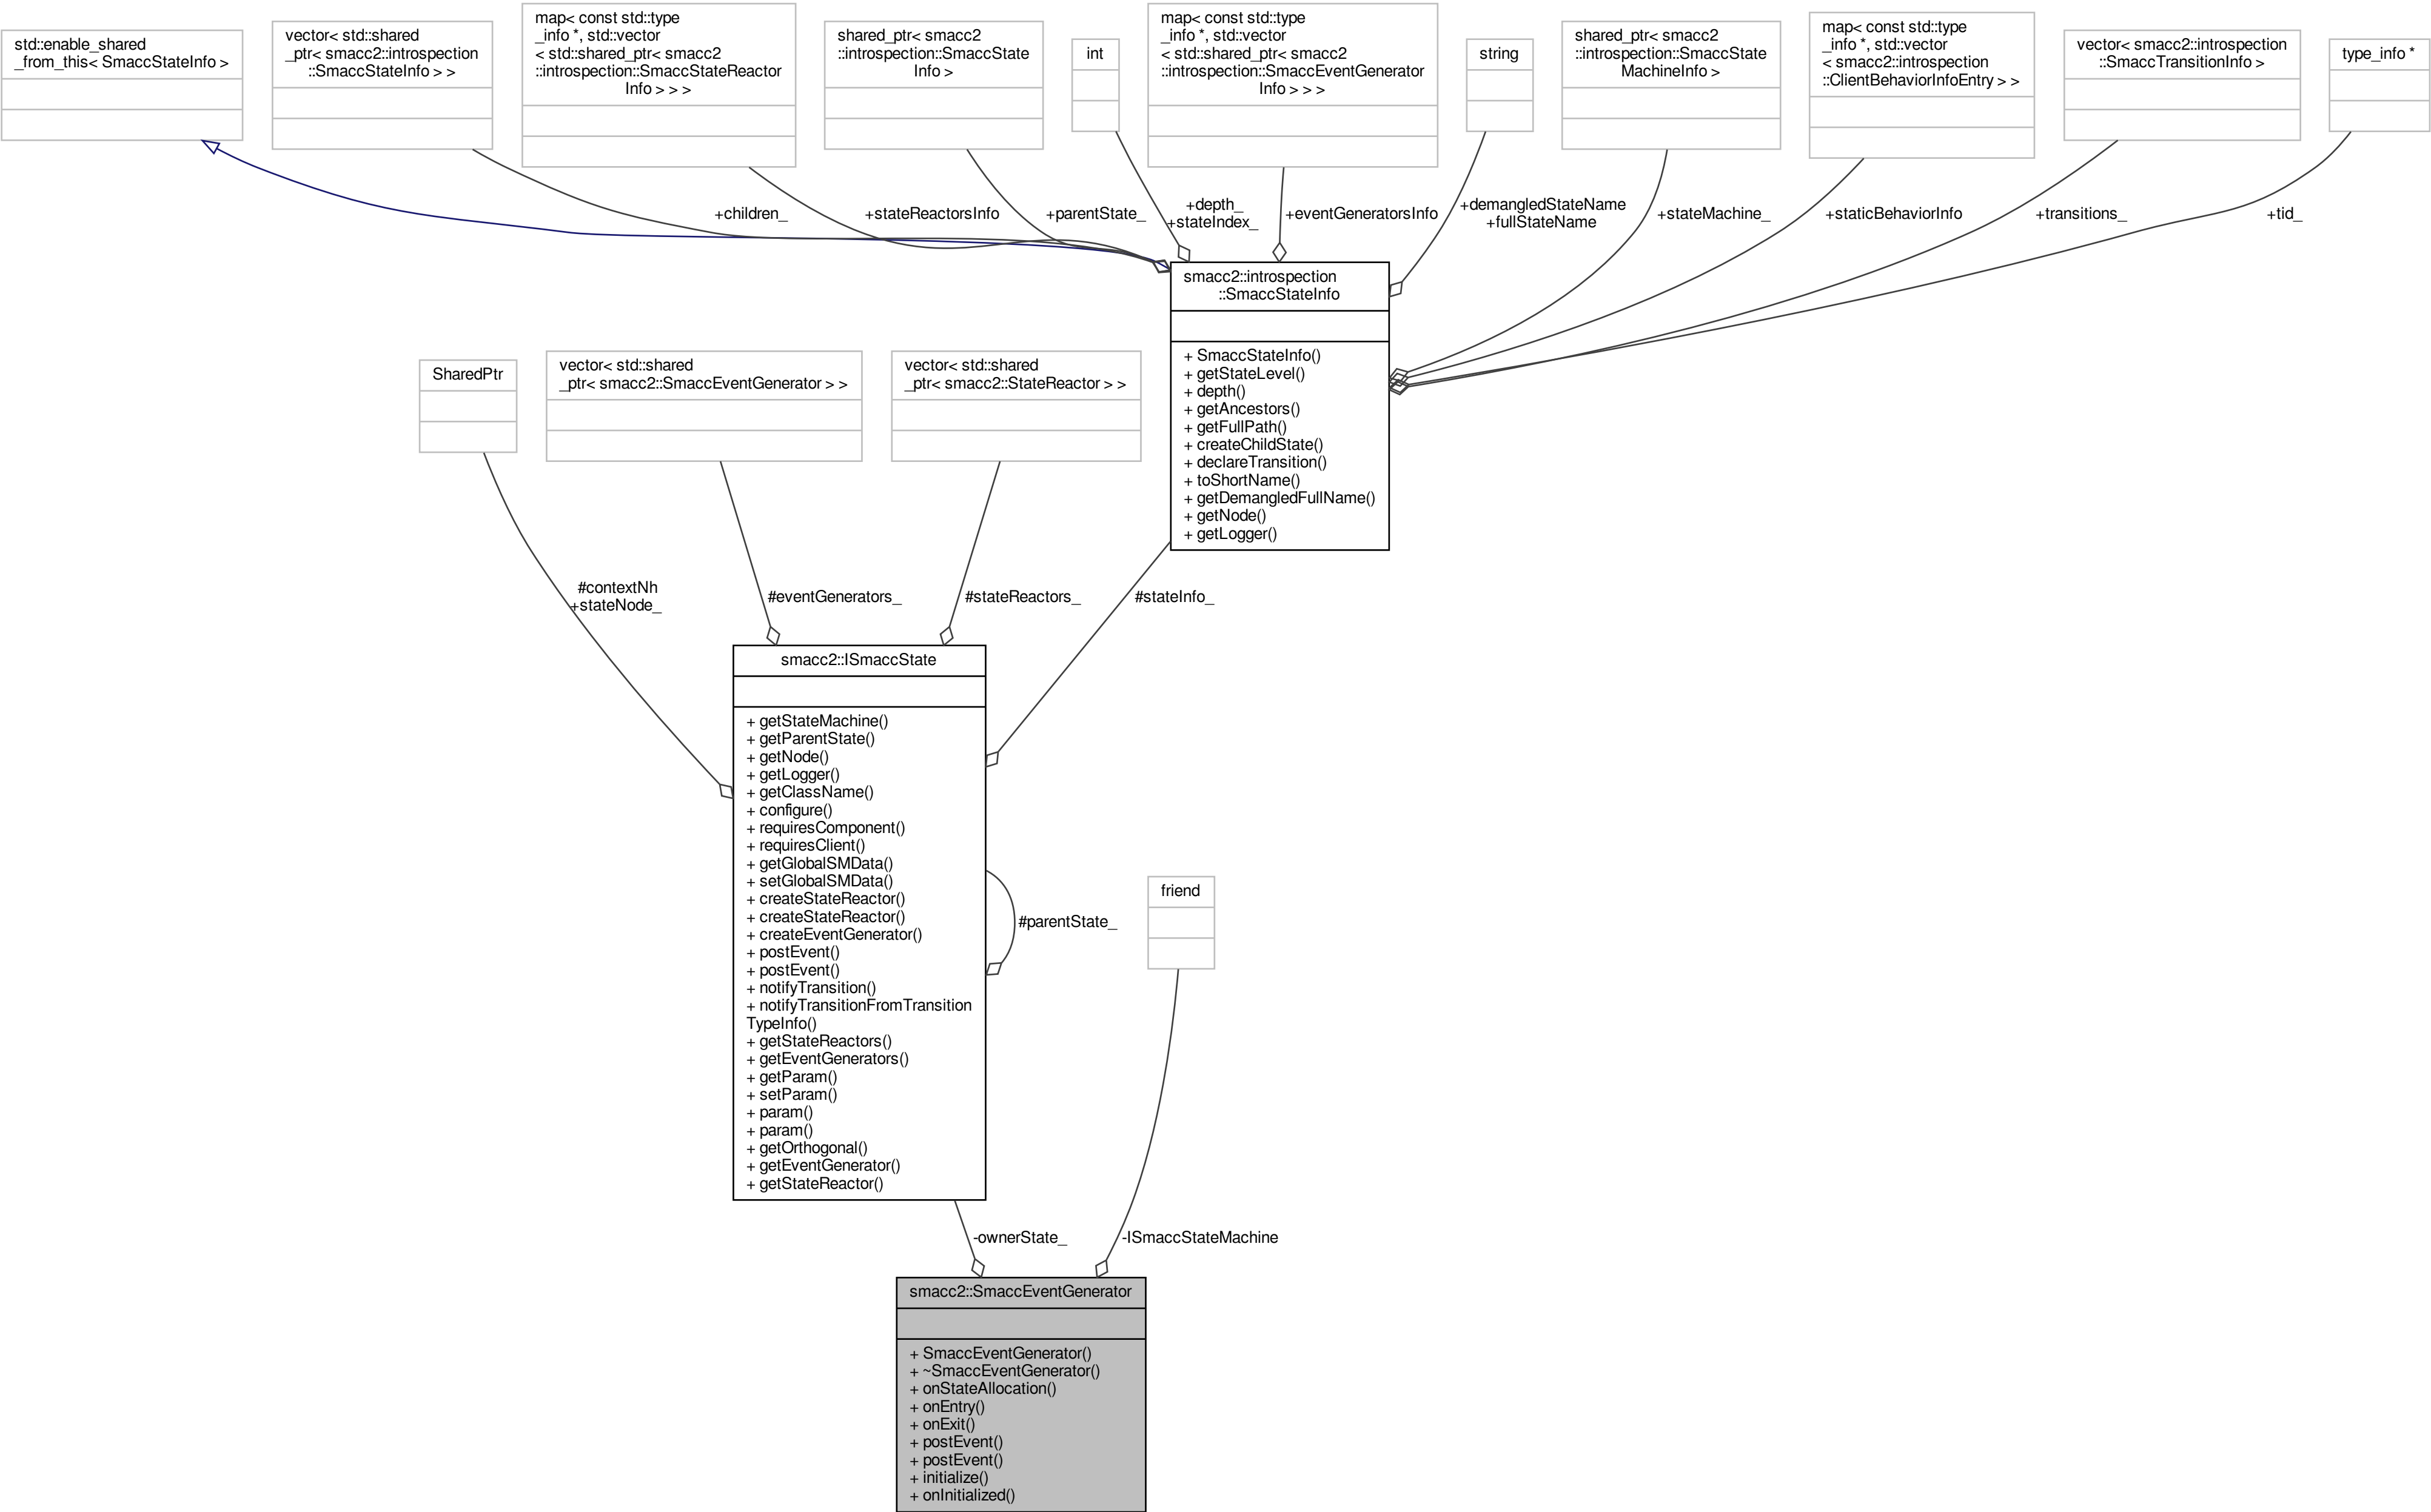 std::enable_shared
_from_this< SmaccStateInfo >
vector< std::shared
_ptr< smacc2::introspection
::SmaccStateInfo > >
map< const std::type
_info *, std::vector
< std::shared_ptr< smacc2
::introspection::SmaccStateReactor
Info > > >
shared_ptr< smacc2
::introspection::SmaccState
Info >
int
map< const std::type
_info *, std::vector
< std::shared_ptr< smacc2
::introspection::SmaccEventGenerator
Info > > >
string
shared_ptr< smacc2
::introspection::SmaccState
MachineInfo >
map< const std::type
_info *, std::vector
< smacc2::introspection
::ClientBehaviorInfoEntry > >
vector< smacc2::introspection
::SmaccTransitionInfo >
type_info *
+children_
+stateReactorsInfo
+parentState_
+depth_
+stateIndex_
+eventGeneratorsInfo
+demangledStateName
+fullStateName
+stateMachine_
+staticBehaviorInfo
+transitions_
+tid_
smacc2::introspection
::SmaccStateInfo
+ SmaccStateInfo()
+ getStateLevel()
+ depth()
+ getAncestors()
+ getFullPath()
+ createChildState()
+ declareTransition()
+ toShortName()
+ getDemangledFullName()
+ getNode()
+ getLogger()
SharedPtr
vector< std::shared
_ptr< smacc2::SmaccEventGenerator > >
vector< std::shared
_ptr< smacc2::StateReactor > >
#contextNh
+stateNode_
#eventGenerators_
#stateReactors_
#stateInfo_
smacc2::ISmaccState
+ getStateMachine()
+ getParentState()
+ getNode()
+ getLogger()
+ getClassName()
+ configure()
+ requiresComponent()
+ requiresClient()
+ getGlobalSMData()
+ setGlobalSMData()
+ createStateReactor()
+ createStateReactor()
+ createEventGenerator()
+ postEvent()
+ postEvent()
+ notifyTransition()
+ notifyTransitionFromTransition
TypeInfo()
+ getStateReactors()
+ getEventGenerators()
+ getParam()
+ setParam()
+ param()
+ param()
+ getOrthogonal()
+ getEventGenerator()
+ getStateReactor()
#parentState_
friend
-ownerState_
-ISmaccStateMachine
smacc2::SmaccEventGenerator
+ SmaccEventGenerator()
+ ~SmaccEventGenerator()
+ onStateAllocation()
+ onEntry()
+ onExit()
+ postEvent()
+ postEvent()
+ initialize()
+ onInitialized()